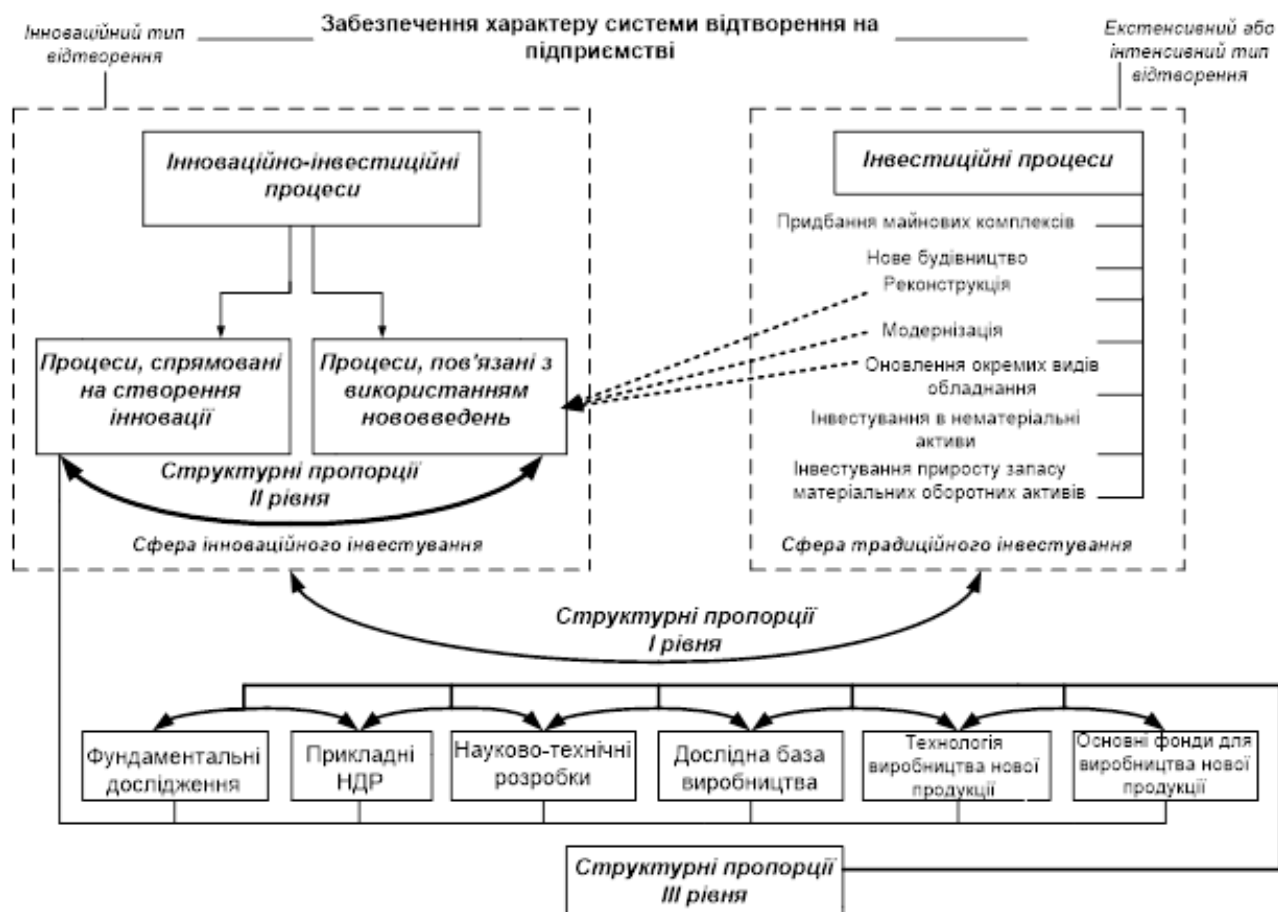 Забезпечення характеру системи відтворення на
підприємстві
Інноваційний тип
відтворення
Екстенсивний або
інтенсивний тип
відтворення
Інноваційно-інвестиційні
процеси
Процеси, спрямовані
на створення
інновації
Процеси, пов'язані з
використанням
нововведень
Структурні пропорції
II рівня
Сфера інноваційного інвестування
Інвестиційні процеси
Придбання майнових комплексів
Нове будівництво
Реконструкція
Модернізація
Оновлення окремих видів
обладнання
Інвестування в нематеріальні
активи
Інвестування приросту запасу
матеріальних оборотних активів
Сфера традиційного інвестування
Структурні пропорції
I рівня
Фундаментальні
дослідження
Прикладні
НДР
Науково-технічні
розробки
Дослідна база
виробництва
Технологія
виробництва нової
продукції
Основні фонди для
виробництва нової
продукції
Структурні пропорції
III рівня